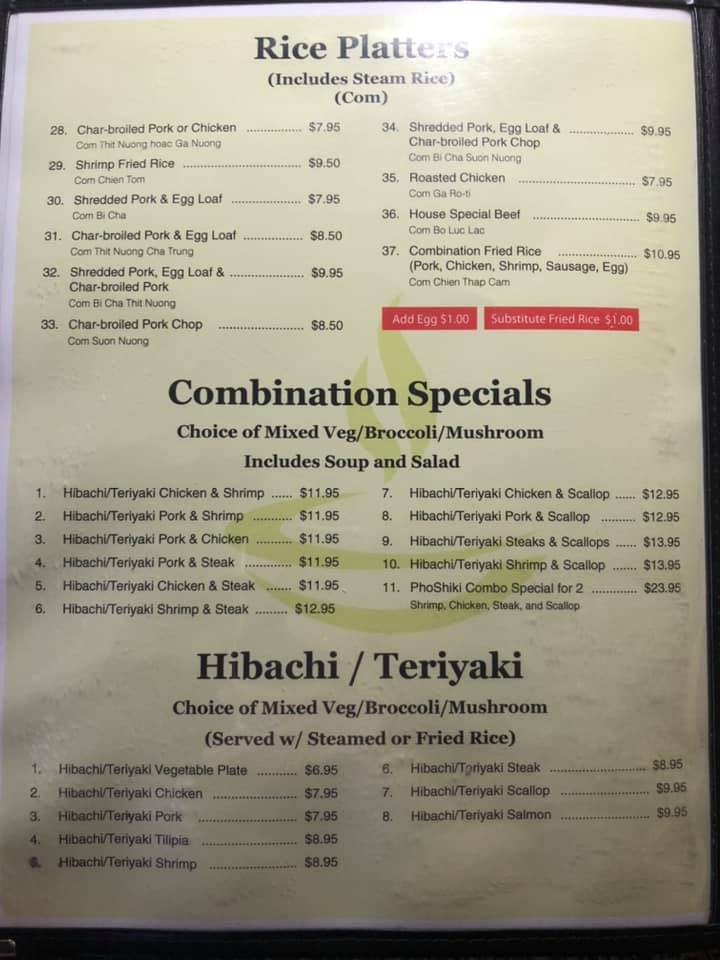 Rice Platters
(Includes Steam Rice)
(Com)
28. Char-broiled Pork or Chicken ................ $7.95
Com Thit Nuong hoac Ga Nuong
29. Shrimp Fried Rice ................................. $9.50
Com Chien Tom
30. Shredded Pork & Egg Loaf ................... $7.95
Com Bi Cha
31. Char-broiled Pork & Egg Loaf ................ $8.50
Com Thit Nuong Cha Trung
32. Shredded Pork, Egg Loaf & .................... $9.95
Char-broiled Pork
Com Bi Cha Thit Nuong
33. Char-broiled Pork Chop ....................... $8.50
Com Suon Nuong
34. Shredded Pork, Egg Loaf & .................. $9.95
Char-broiled Pork Chop
Com Bi Cha Suon Nuong
35. Roasted Chicken ................................. $7.95
Com Ga Ro-ti
36. House Special Beef ............................. $9.95
Com Bo Luc Lac
37. Combination Fried Rice ...................... $10.95
(Pork, Chicken, Shrimp, Sausage, Egg)
Com Chien Thap Cam
Add Egg $1.00 Substitute Fried Rice $1.00
Combination Specials
Choice of Mixed Veg/Broccoli/Mushroom
Includes Soup and Salad
1. Hibachi/Teriyaki Chicken & Shrimp ...... $11.95
2. Hibachi/Teriyaki Pork & Shrimp ........... $11.95
3. Hibachi/Teriyaki Pork & Chicken .......... $11.95
4. Hibachi/Teriyaki Pork & Steak ............. $11.95
5. Hibachi/Teriyaki Chicken & Steak ....... $11.95
6. Hibachi/Teriyaki Shrimp & Steak ......... $12.95
7. Hibachi/Teriyaki Chicken & Scallop ...... $12.95
8. Hibachi/Teriyaki Pork & Scallop .......... $12.95
9. Hibachi/Teriyaki Steaks & Scallops ...... $13.95
10. Hibachi/Teriyaki Shrimp & Scallop ....... $13.95
11. PhoShiki Combo Special for 2 ............. $23.95
Shrimp, Chicken, Steak, and Scallop
Hibachi / Teriyaki
Choice of Mixed Veg/Broccoli/Mushroom
(Served w/ Steamed or Fried Rice)
1. Hibachi/Teriyaki Vegetable Plate ........... $6.95
2. Hibachi/Teriyaki Chicken ....................... $7.95
3. Hibachi/Teriyaki Pork ........................... $7.95
4. Hibachi/Teriyaki Tilipia .......................... $8.95
Hibachi/Teriyaki Shrimp ........................ $8.95
6. Hibachi/Teriyaki Steak .......................... $8.95
7. Hibachi/Teriyaki Scallop ........................ $9.95
8. Hibachi/Teriyaki Salmon ........................ $9.95